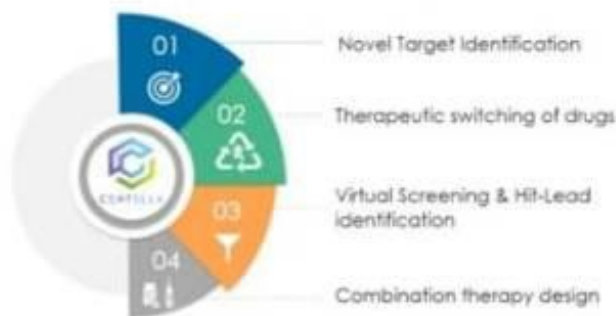 01
Novel Target Identification
02
Therapeutic switching of drugs
03
Virtual Screening & Hit-Lead
identification
04
Combination therapy design